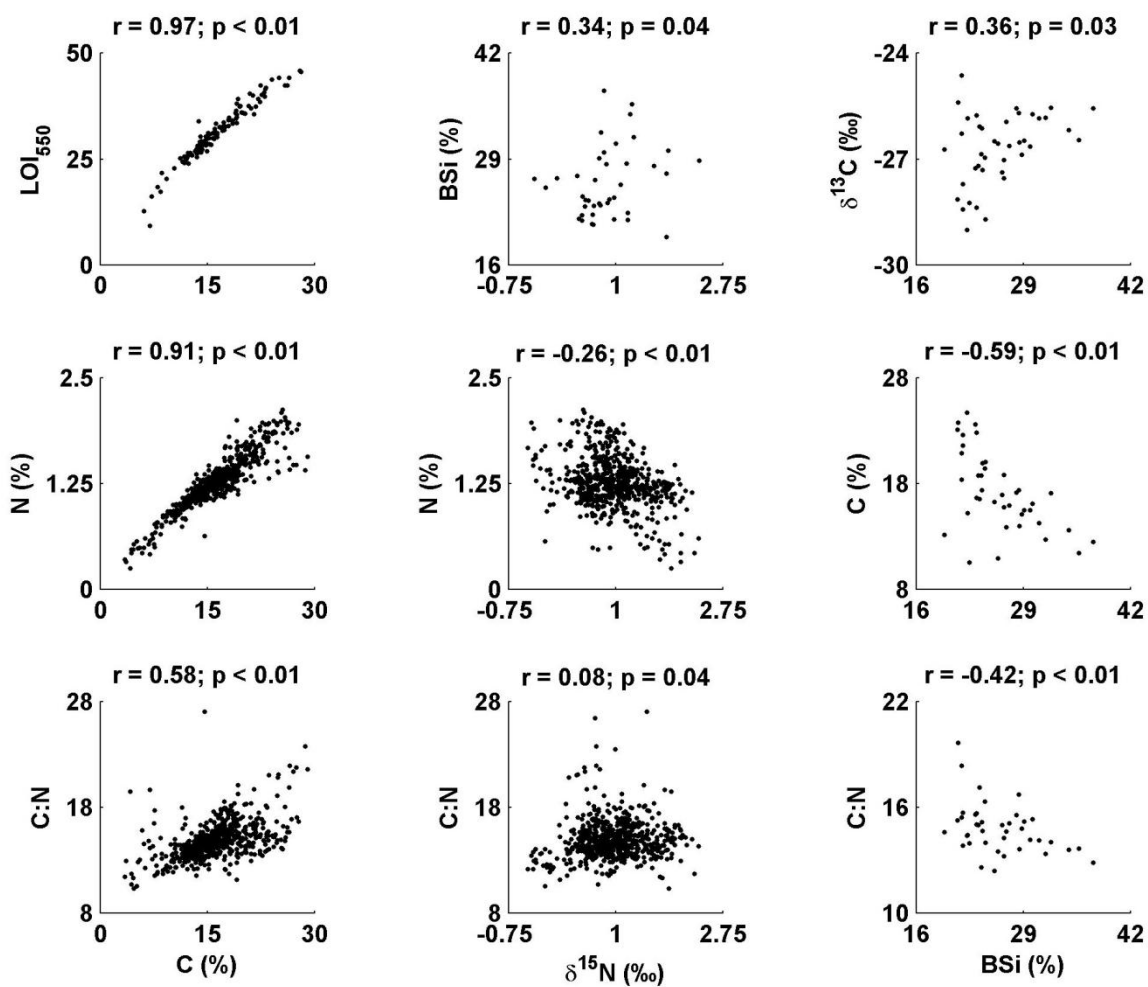 r = 0.97; p < 0.01
50
25
0
LOI550
0 15 30
r = 0.34; p = 0.04
42
29
16
BSi (%)
-0.75 1 2.75
r = 0.36; p = 0.03
-24
-27
-30
δ13C (‰)
16 29 42
r = 0.91; p < 0.01
2.5
1.25
0
N (%)
0 15 30
r = -0.26; p < 0.01
2.5
1.25
0
N (%)
-0.75 1 2.75
r = -0.59; p < 0.01
28
18
8
C (%)
16 29 42
r = 0.58; p < 0.01
28
18
8
C:N
0 15 30
C (%)
r = 0.08; p = 0.04
28
18
8
C:N
-0.75 1 2.75
δ15N (‰)
r = -0.42; p < 0.01
22
16
10
C:N
16 29 42
BSi (%)